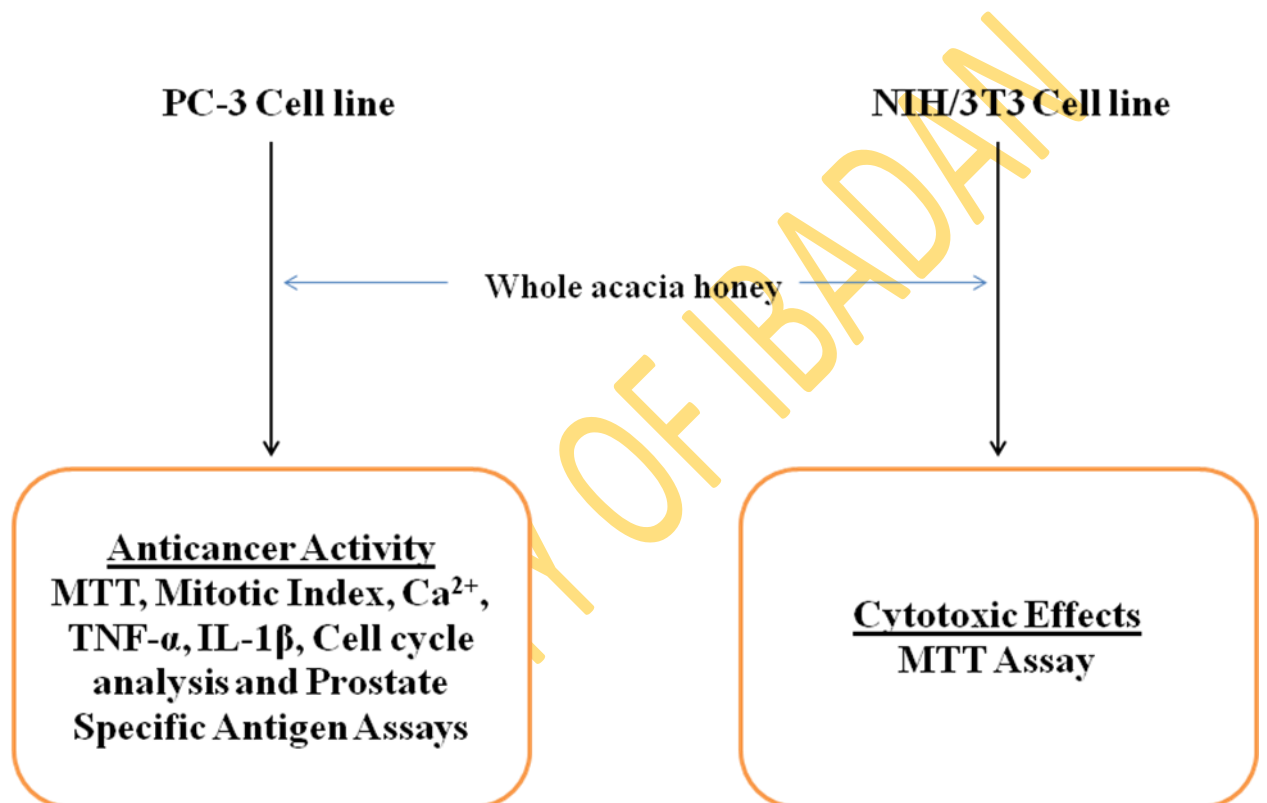 PC-3 Cell line
NIH/3T3 Cell line
Whole acacia honey
Anticancer Activity
MTT, Mitotic Index, Ca²⁺,
TNF-α, IL-1β, Cell cycle
analysis and Prostate
Specific Antigen Assays
Cytotoxic Effects
MTT Assay
Y OF IBADAN